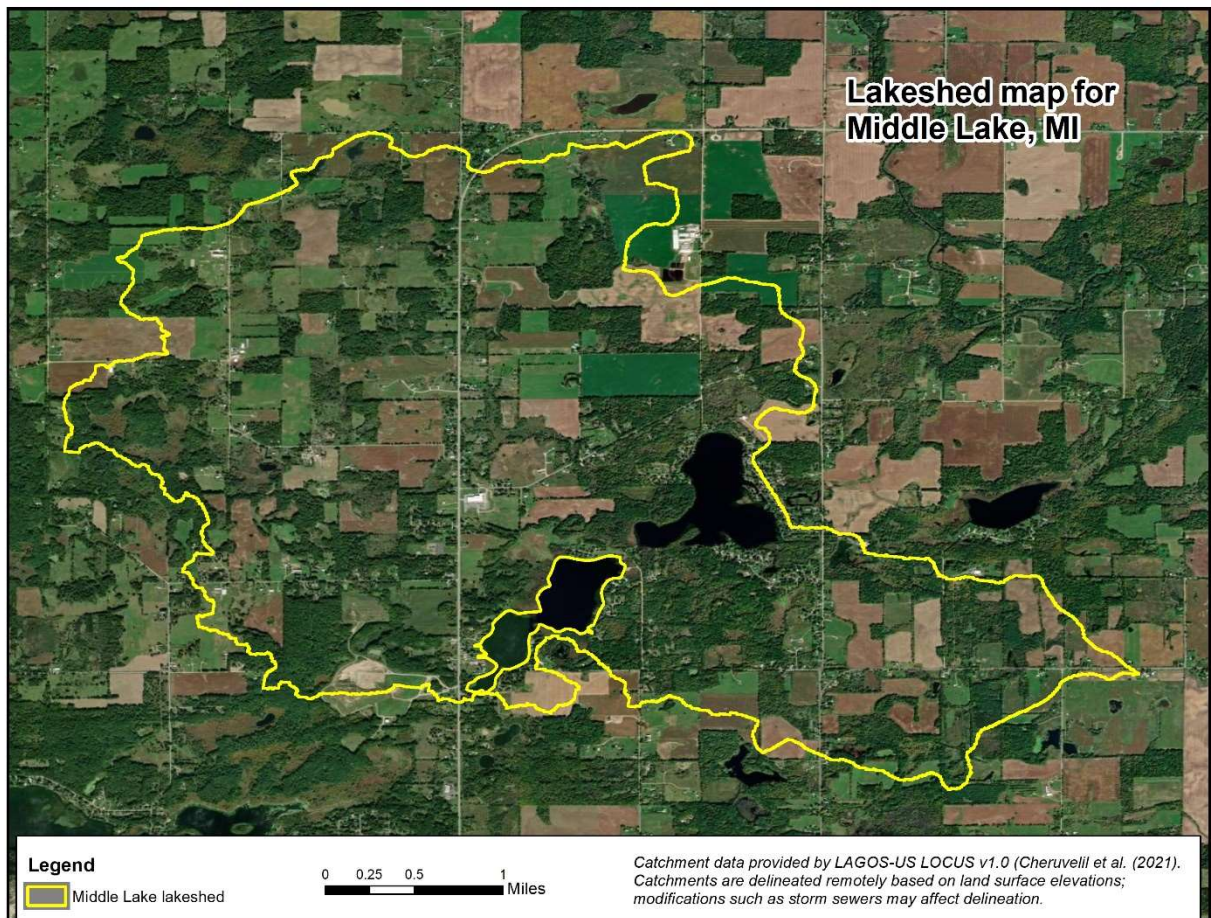 Lakeshed map for
Middle Lake, MI
Legend
Middle Lake lakeshed
0 0.25 0.5 1
Miles
Catchment data provided by LAGOS-US LOCUS v1.0 (Cheruvelil et al. (2021).
Catchments are delineated remotely based on land surface elevations;
modifications such as storm sewers may affect delineation.